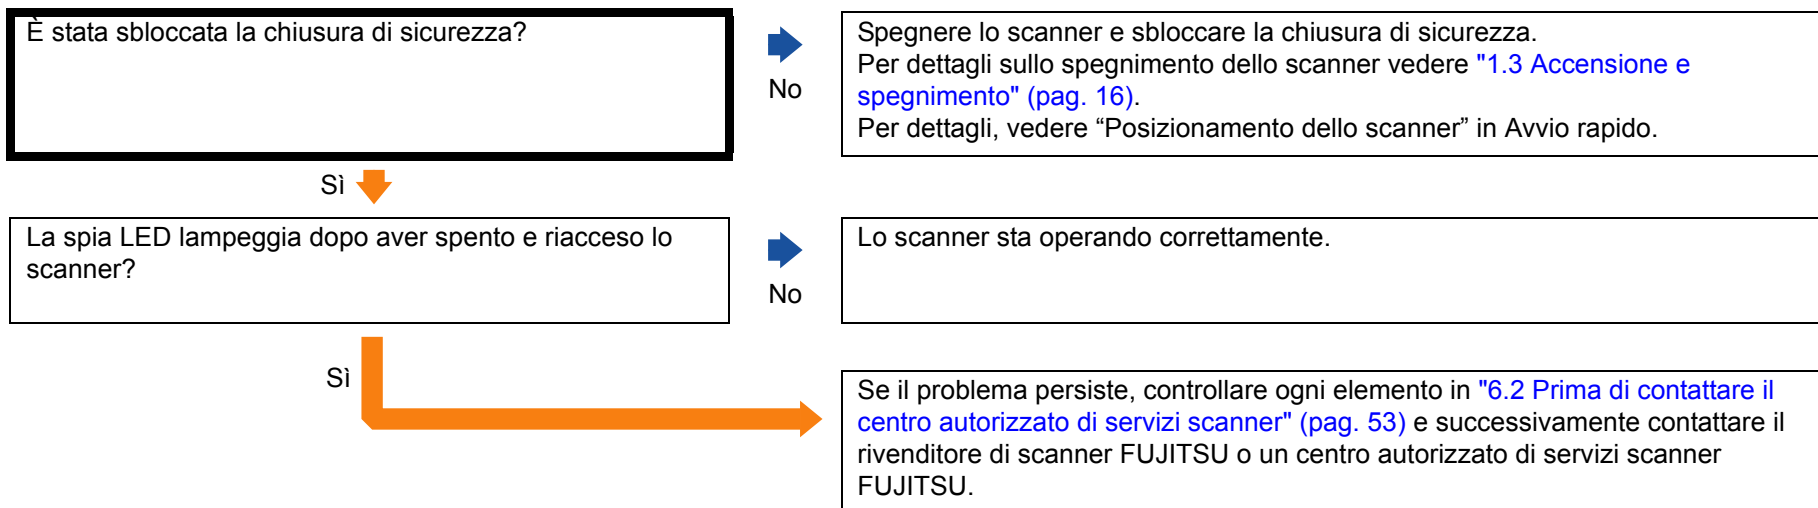 È stata sbloccata la chiusura di sicurezza?
No
Spegnere lo scanner e sbloccare la chiusura di sicurezza.
Per dettagli sullo spegnimento dello scanner vedere "1.3 Accensione e
spegnimento" (pag. 16).
Per dettagli, vedere “Posizionamento dello scanner” in Avvio rapido.
Sì
La spia LED lampeggia dopo aver spento e riacceso lo
scanner?
No
Lo scanner sta operando correttamente.
Sì
Se il problema persiste, controllare ogni elemento in "6.2 Prima di contattare il
centro autorizzato di servizi scanner" (pag. 53) e successivamente contattare il
rivenditore di scanner FUJITSU o un centro autorizzato di servizi scanner
FUJITSU.